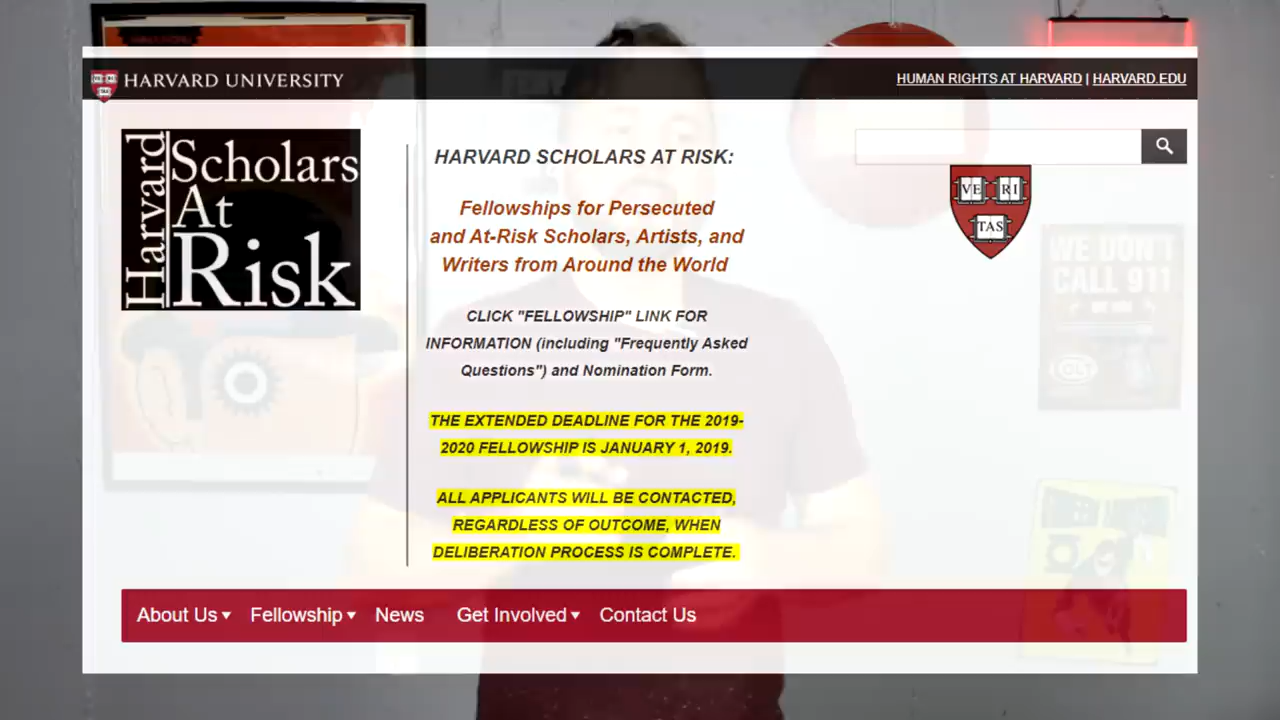 HARVARD UNIVERSITY
HUMAN RIGHTS AT HARVARD | HARVARD.EDU
Harvard
Scholars
At
Risk
HARVARD SCHOLARS AT RISK:
Fellowships for Persecuted
and At-Risk Scholars, Artists, and
Writers from Around the World
CLICK "FELLOWSHIP" LINK FOR
INFORMATION (including "Frequently Asked
Questions") and Nomination Form.
THE EXTENDED DEADLINE FOR THE 2019-
2020 FELLOWSHIP IS JANUARY 1, 2019.
ALL APPLICANTS WILL BE CONTACTED,
REGARDLESS OF OUTCOME, WHEN
DELIBERATION PROCESS IS COMPLETE.
VE RI
TAS
WE DON'T
CALL 911
About Us Fellowship News Get Involved Contact Us